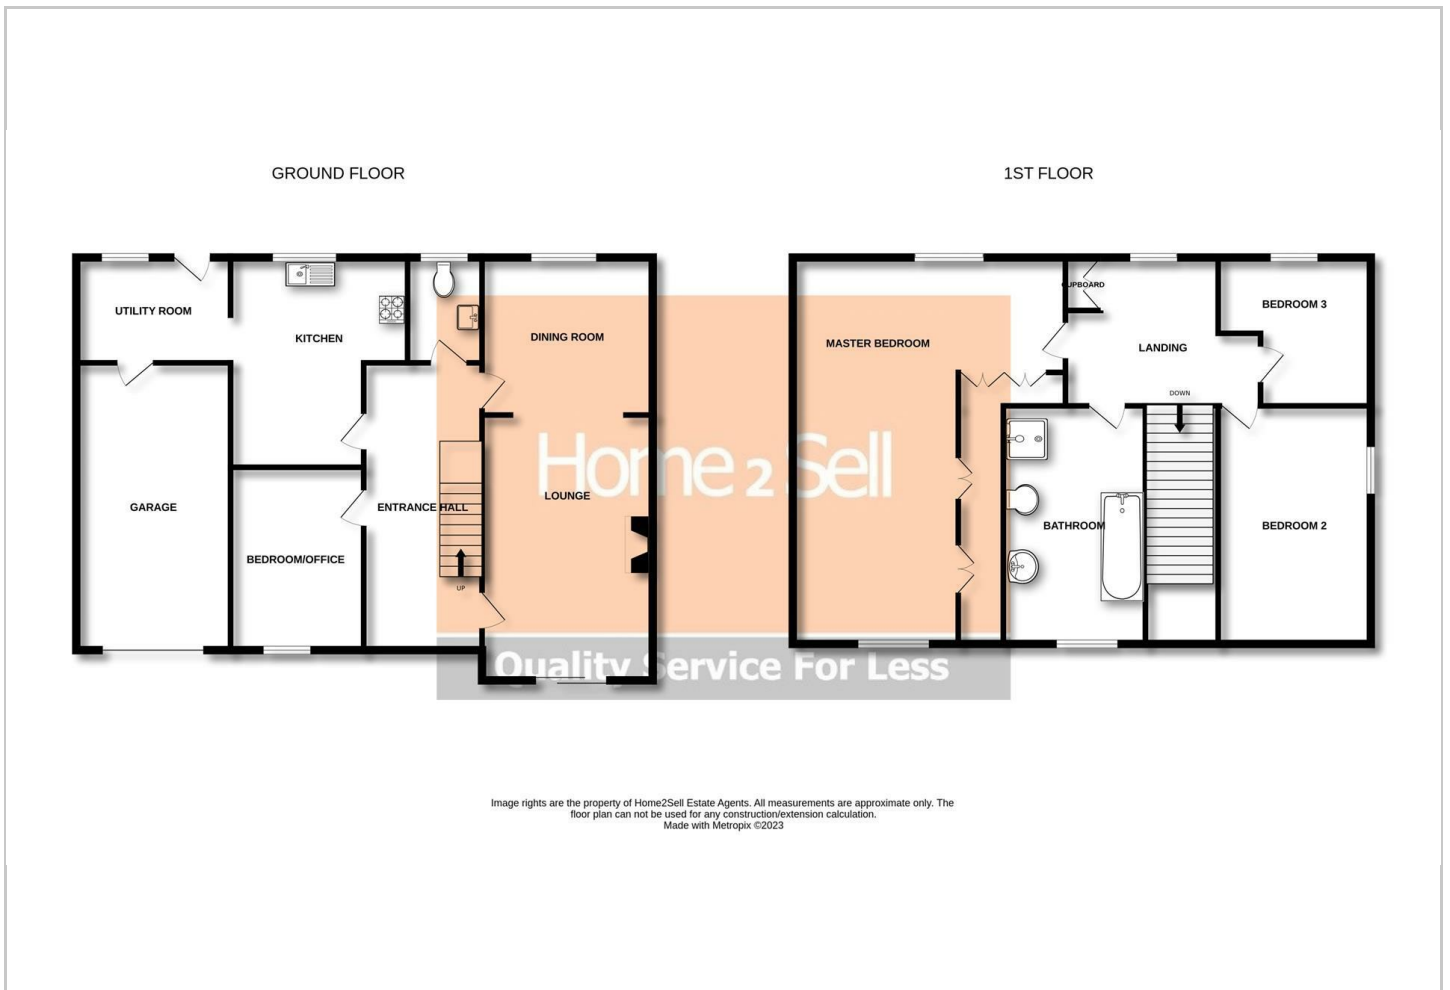 GROUND FLOOR
1ST FLOOR
UTILITY ROOM
KITCHEN
DINING ROOM
GARAGE
BEDROOM/OFFICE
ENTRANCE HALL
UP
LOUNGE
MASTER BEDROOM
CUPBOARD
LANDING
DOWN
BEDROOM 3
BATHROOM
BEDROOM 2
Home 2 Sell
Quality Service For Less
Image rights are the property of Home2Sell Estate Agents. All measurements are approximate only. The
floor plan can not be used for any construction/extension calculation.
Made with Metropix ©2023